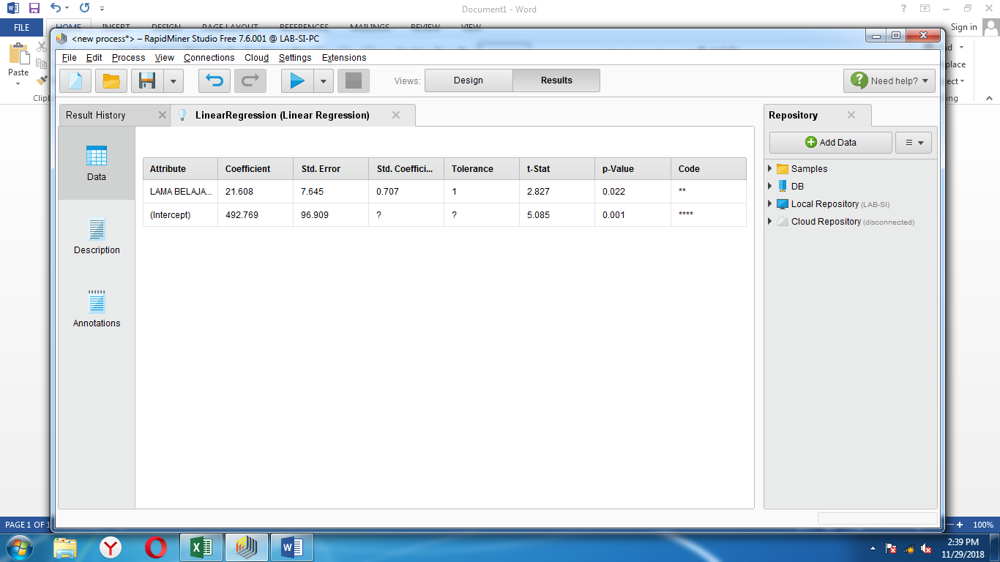 Document1 - Word
FILE HOME INSERT DESIGN PAGE LAYOUT REFERENCES MAILINGS REVIEW VIEW Sign in
<new process*> – RapidMiner Studio Free 7.6.001 @ LAB-SI-PC
File Edit Process View Connections Cloud Settings Extensions
Paste
Views: Design Results Need help?
Result History LinearRegression (Linear Regression) Repository
Add Data
Data
Description
Annotations
Attribute Coefficient Std. Error Std. Coeffici... Tolerance t-Stat p-Value Code
LAMA BELAJA... 21.608 7.645 0.707 1 2.827 0.022 **
(Intercept) 492.769 96.909 ? ? 5.085 0.001 ****
Samples
DB
Local Repository (LAB-SI)
Cloud Repository (disconnected)
PAGE 1 OF 1 100%
2:39 PM
11/29/2018